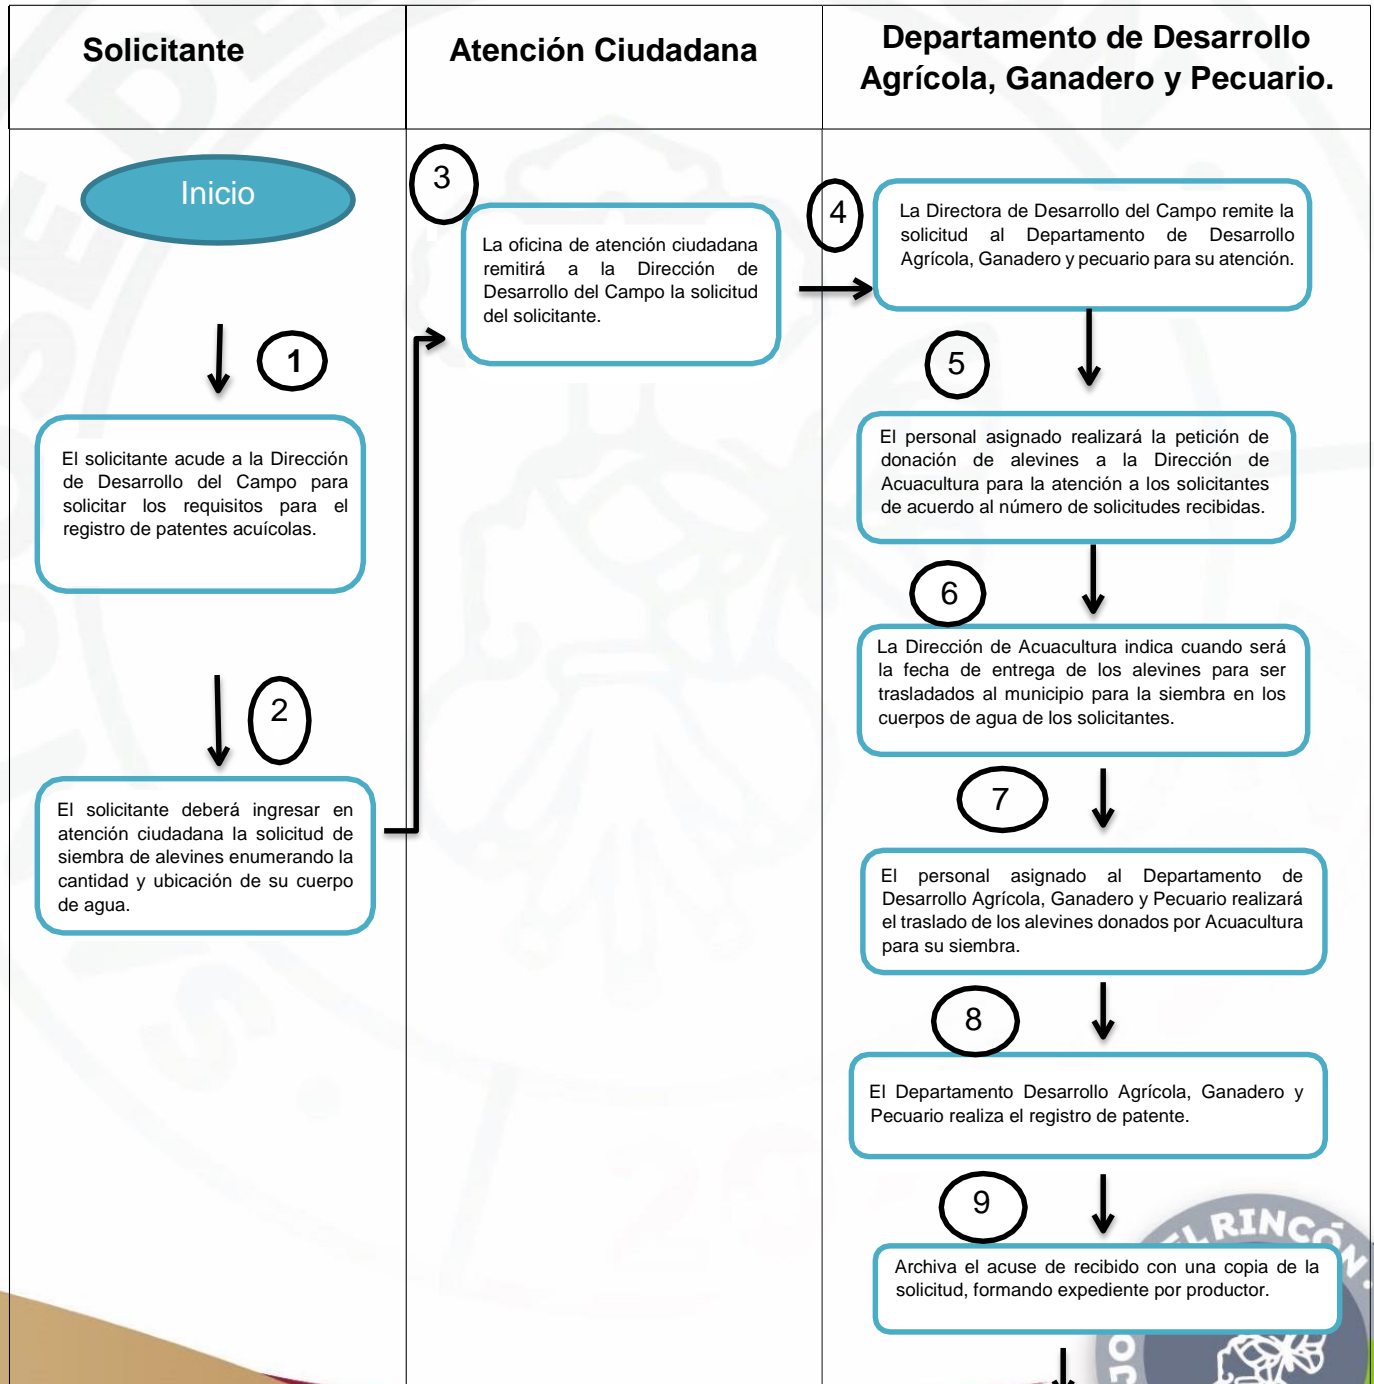 Solicitante
Atención Ciudadana
Departamento de Desarrollo
Agrícola, Ganadero y Pecuario.
Inicio
1
El solicitante acude a la Dirección
de Desarrollo del Campo para
solicitar los requisitos para el
registro de patentes acuícolas.
2
El solicitante deberá ingresar en
atención ciudadana la solicitud de
siembra de alevines enumerando la
cantidad y ubicación de su cuerpo
de agua.
3
La oficina de atención ciudadana
remitirá a la Dirección de
Desarrollo del Campo la solicitud
del solicitante.
4
La Directora de Desarrollo del Campo remite la
solicitud al Departamento de Desarrollo
Agrícola, Ganadero y pecuario para su atención.
5
El personal asignado realizará la petición de
donación de alevines a la Dirección de
Acuacultura para la atención a los solicitantes
de acuerdo al número de solicitudes recibidas.
6
La Dirección de Acuacultura indica cuando será
la fecha de entrega de los alevines para ser
trasladados al municipio para la siembra en los
cuerpos de agua de los solicitantes.
7
El personal asignado al Departamento de
Desarrollo Agrícola, Ganadero y Pecuario realizará
el traslado de los alevines donados por Acuacultura
para su siembra.
8
El Departamento Desarrollo Agrícola, Ganadero y
Pecuario realiza el registro de patente.
9
Archiva el acuse de recibido con una copia de la
solicitud, formando expediente por productor.
EL RINCÓN.
JO